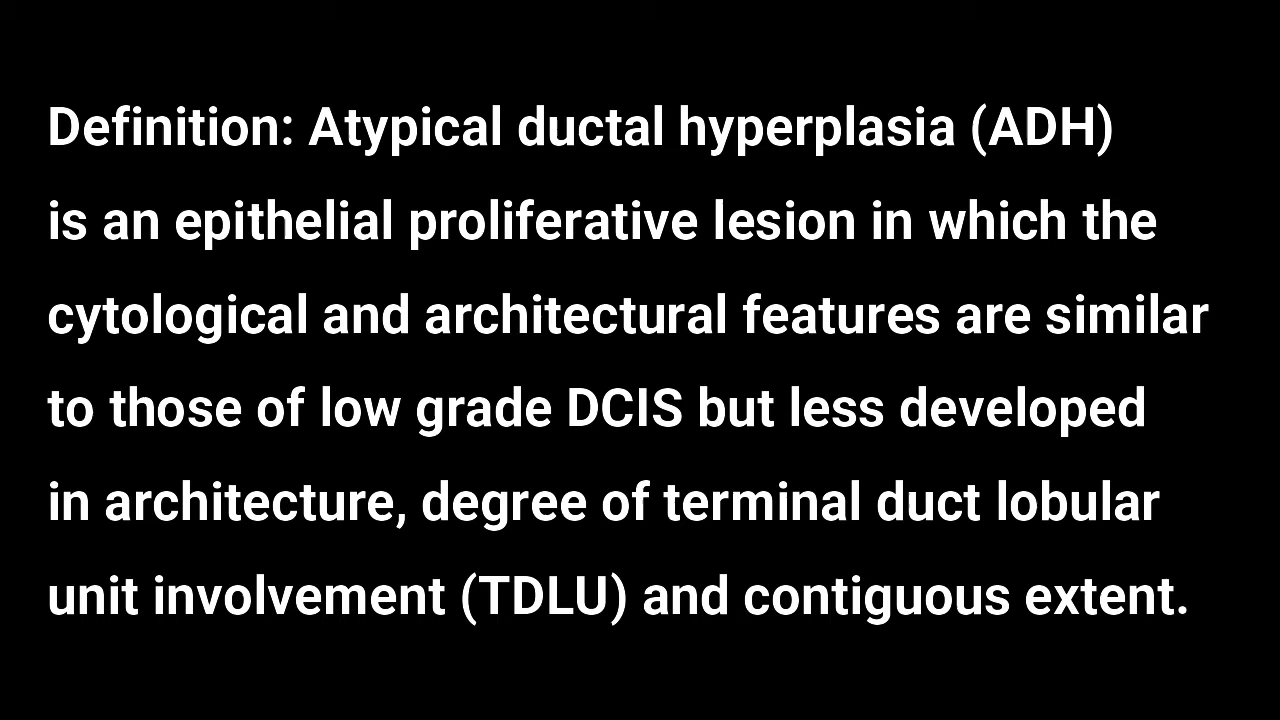 Definition: Atypical ductal hyperplasia (ADH)
is an epithelial proliferative lesion in which the
cytological and architectural features are similar
to those of low grade DCIS but less developed
in architecture, degree of terminal duct lobular
unit involvement (TDLU) and contiguous extent.